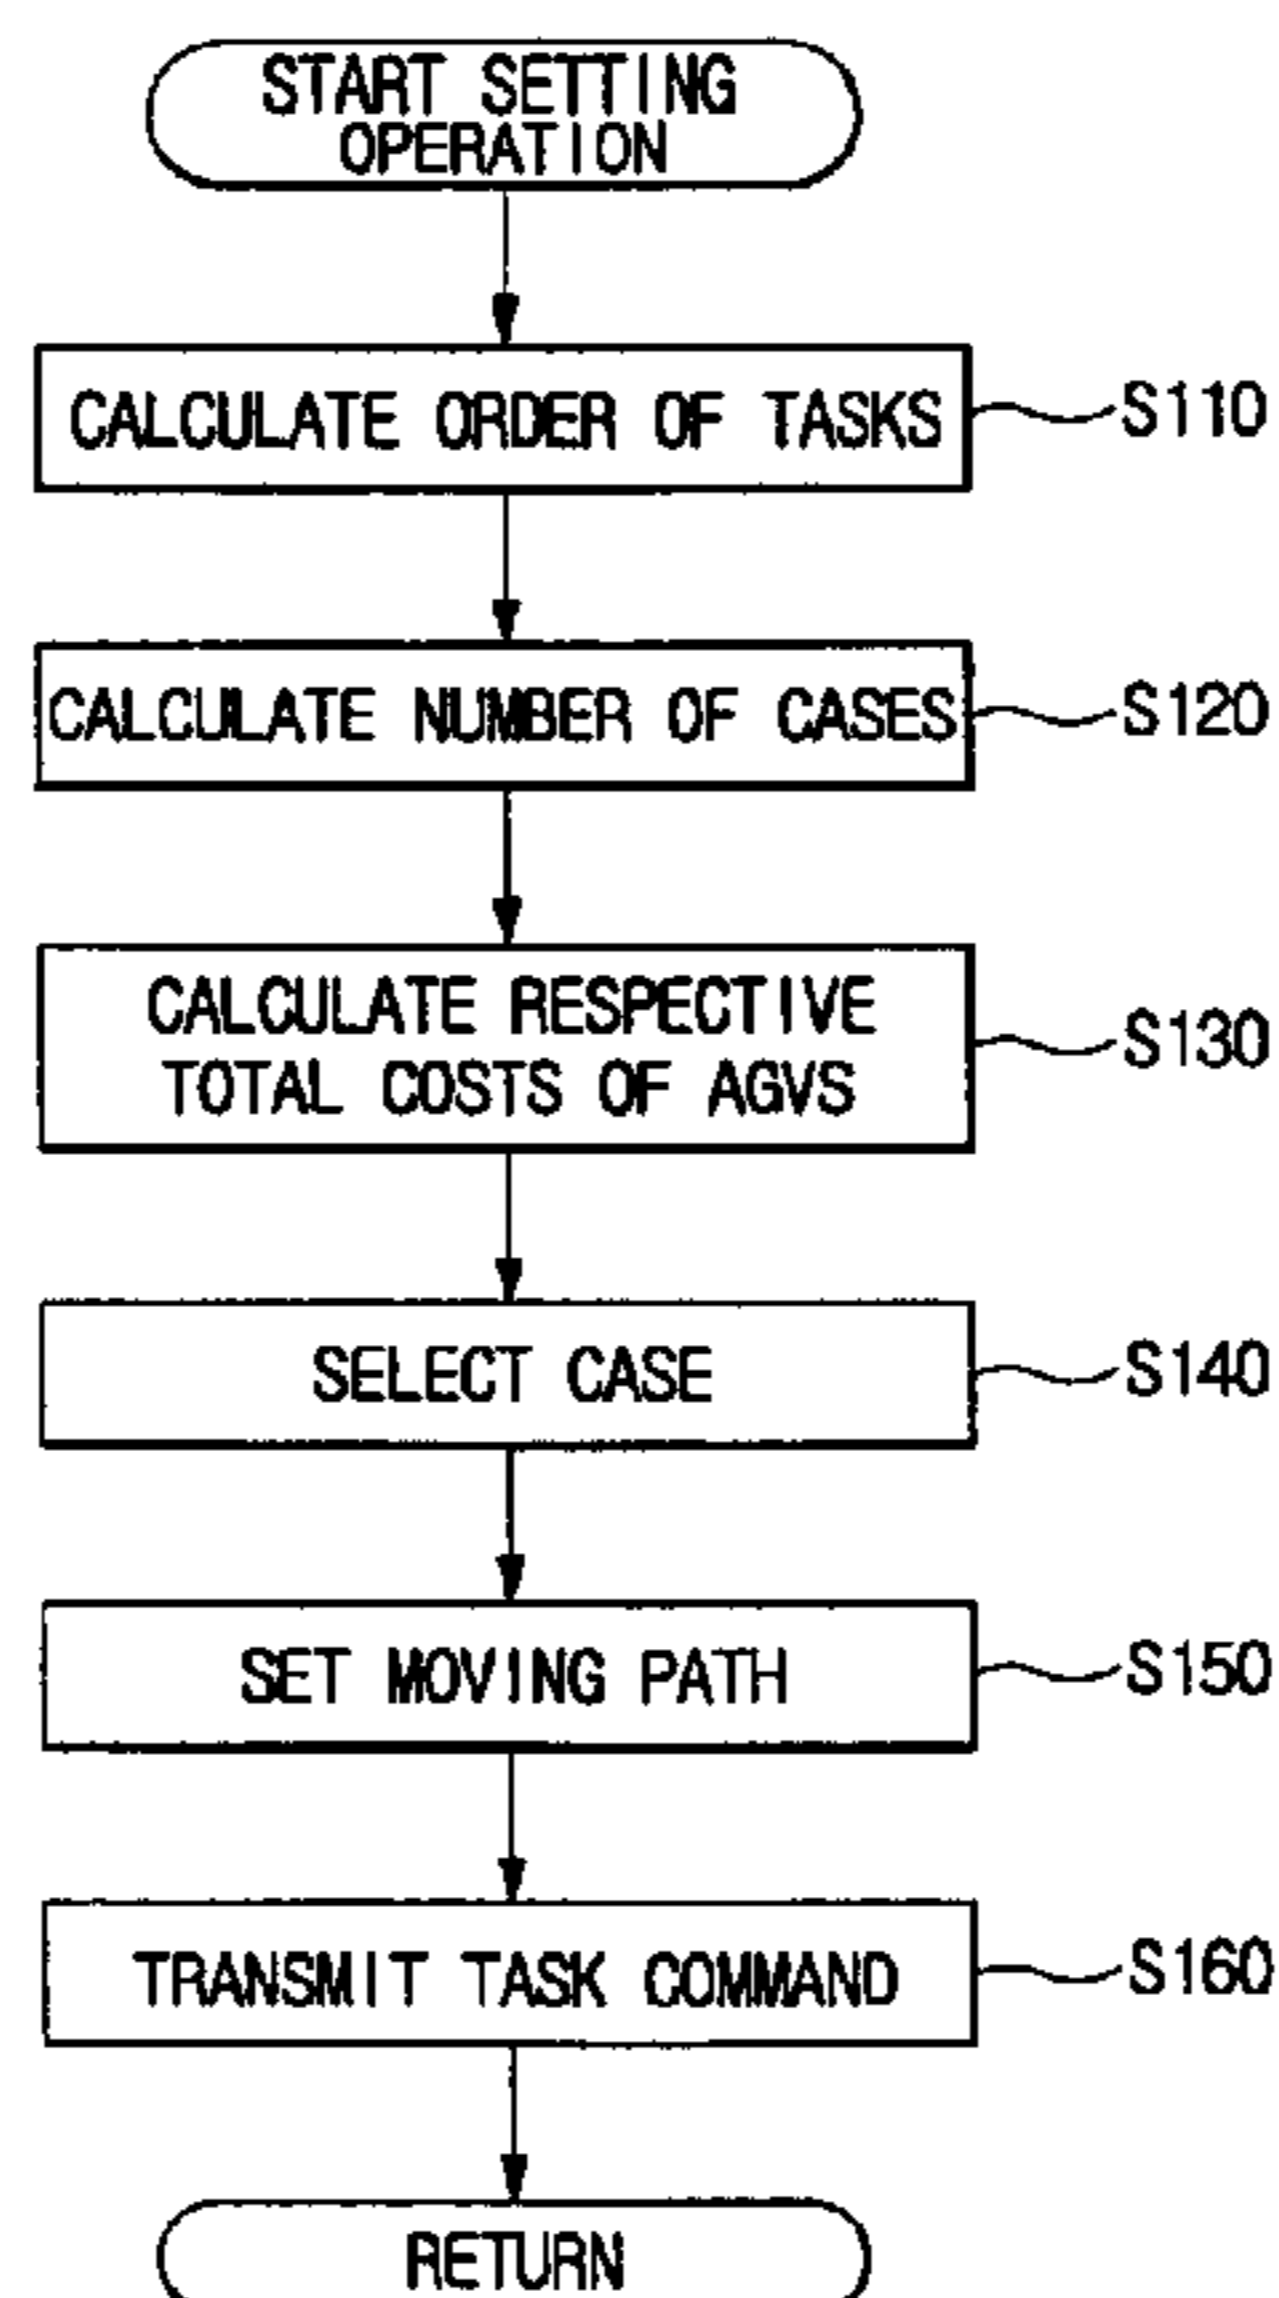 START SETTING
OPERATION
CALCULATE ORDER OF TASKS
S110
CALCULATE NUMBER OF CASES
S120
CALCULATE RESPECTIVE
TOTAL COSTS OF AGVS
S130
SELECT CASE
S140
SET MOVING PATH
S150
TRANSMIT TASK COMMAND
S160
RETURN